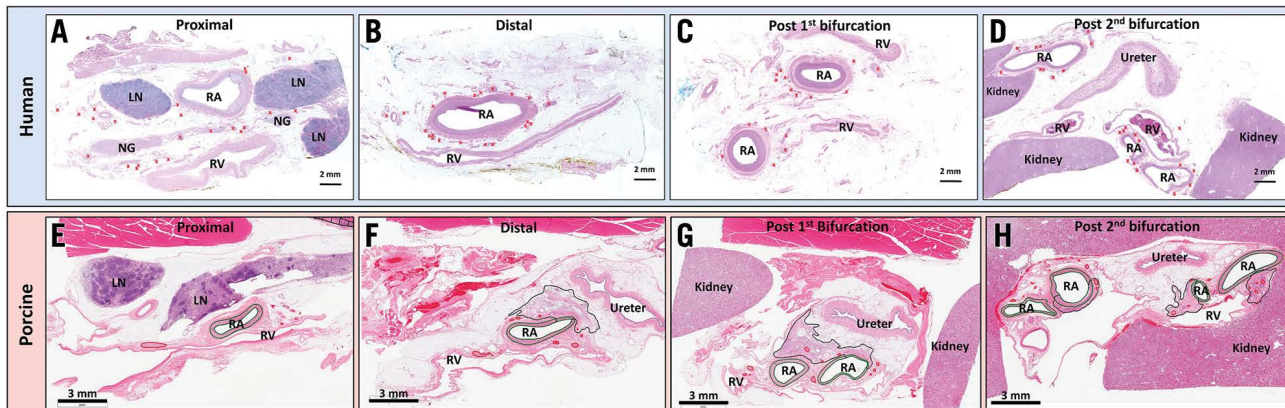 Human
A
Proximal
LN
RA
LN
NG
LN
NG
RV
2 mm
B
Distal
RA
RV
2 mm
C
Post 1st bifurcation
RV
RA
RV
RA
2 mm
D
Post 2nd bifurcation
RA
Ureter
Kidney
RV
RV
Kidney
RA
Kidney
RA
2 mm
Porcine
E
Proximal
LN
LN
RA
RV
3 mm
F
Distal
Ureter
RA
RV
3 mm
G
Post 1st Bifurcation
Kidney
Ureter
RA
RA
RV
Kidney
3 mm
H
Post 2nd bifurcation
Ureter
RA
RA
RA
RA
RV
Kidney
3 mm